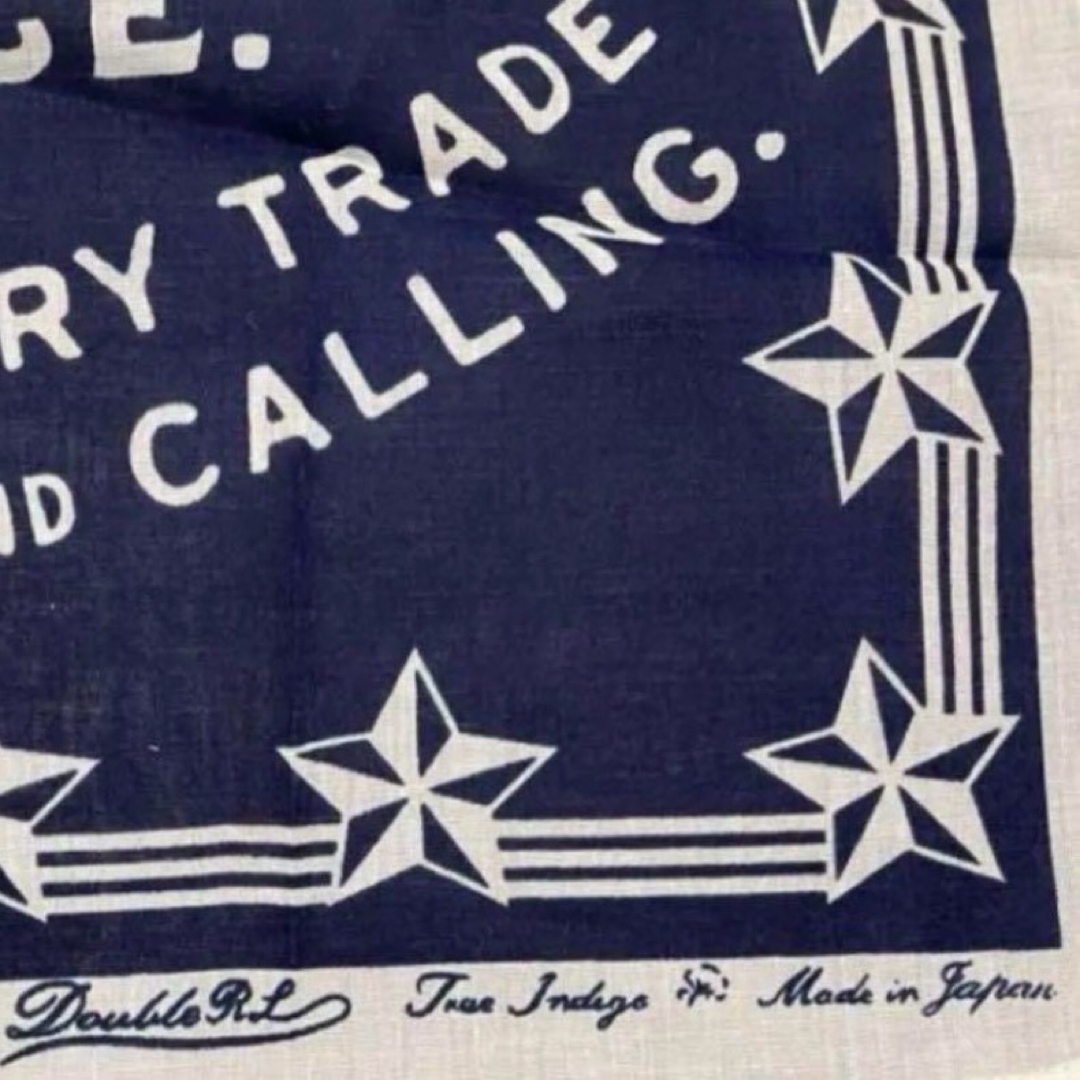 CE.
RY TRADE
ND CALLING.
Double RL True Indigo Made in Japan